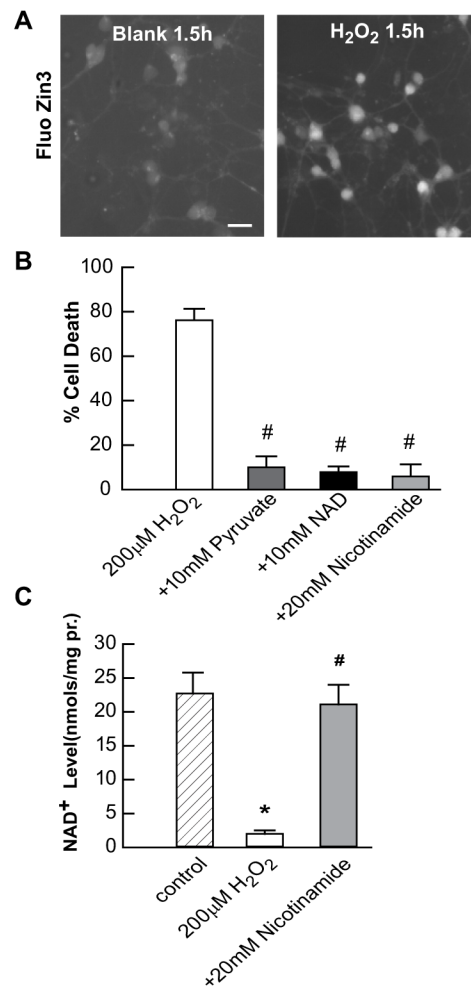 A
Blank 1.5h
H₂O₂ 1.5h
Fluo Zin3
B
% Cell Death
100
80
60
40
20
0
#
#
#
200µM H₂O₂
+10mM Pyruvate
+10mM NAD
+20mM Nicotinamide
C
NAD⁺ Level(nmols/mg pr.)
30
25
20
15
10
5
0
*
#
control
200µM H₂O₂
+20mM Nicotinamide